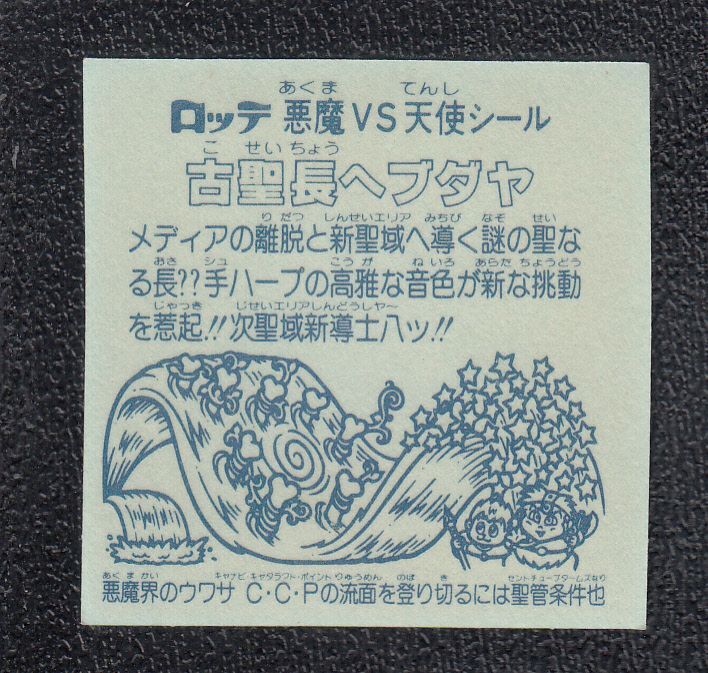 あくま てんし
ロッテ 悪魔VS天使シール
こ せい ちょう
古聖長ヘブダヤ
り だつ しんせいエリア みちび なぞ せい
メディアの離脱と新聖域へ導く謎の聖な
おさ シュ こう が ね いろ あらた ちょうどう
る長??手ハープの高雅な音色が新な挑動
じゃっき じせいエリアしんどうしヤ〜
を惹起!!次聖域新導士ハッ!!
あく ま かい キャナビ・キャタラフト・ポイント りゅうめん のぼ き セントチューブタームズなり
悪魔界のウワサ C・C・Pの流面を登り切るには聖管条件也